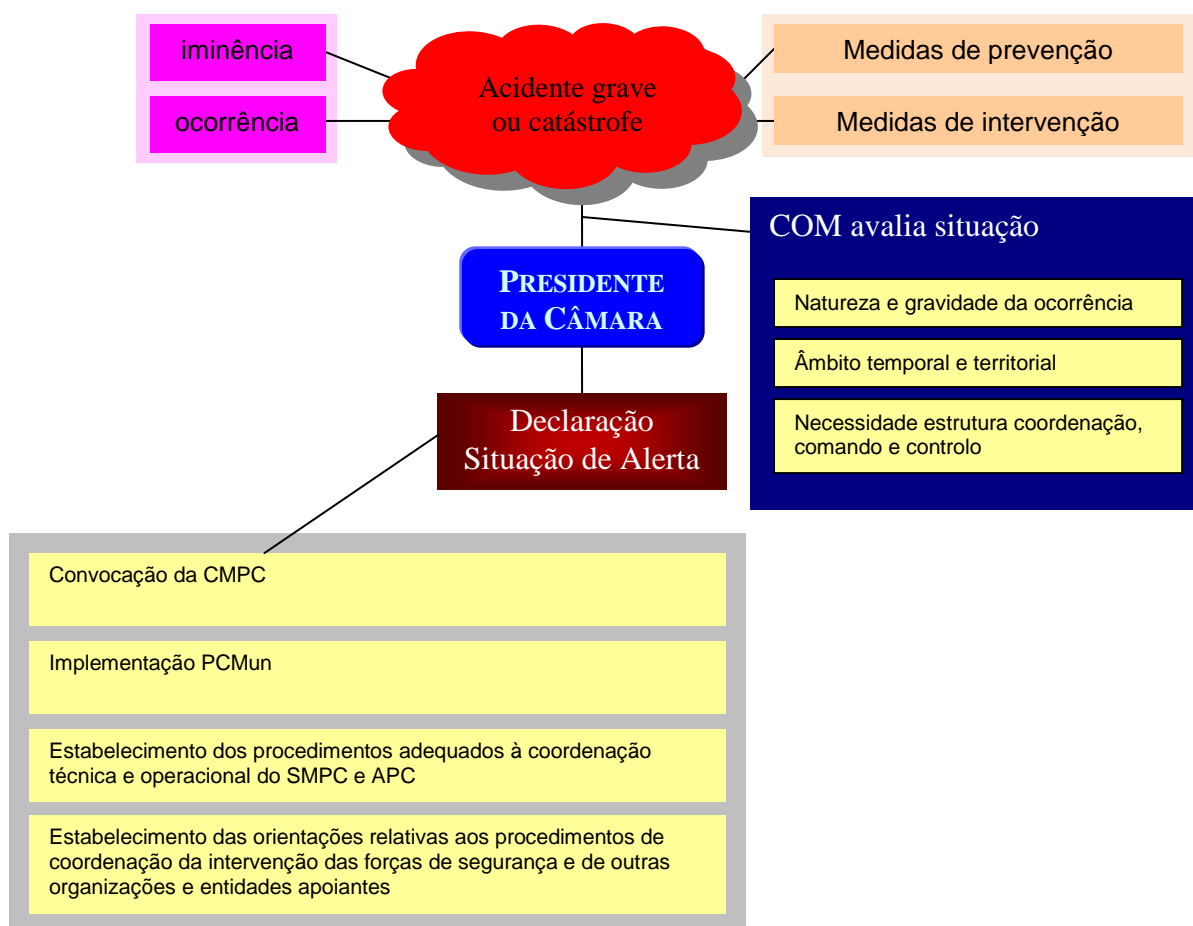 iminência
ocorrência
Acidente grave
ou catástrofe
Medidas de prevenção
Medidas de intervenção
COM avalia situação
Natureza e gravidade da ocorrência
Âmbito temporal e territorial
Necessidade estrutura coordenação,
comando e controlo
PRESIDENTE
DA CÂMARA
Declaração
Situação de Alerta
Convocação da CMPC
Implementação PCMun
Estabelecimento dos procedimentos adequados à coordenação
técnica e operacional do SMPC e APC
Estabelecimento das orientações relativas aos procedimentos de
coordenação da intervenção das forças de segurança e de outras
organizações e entidades apoiantes